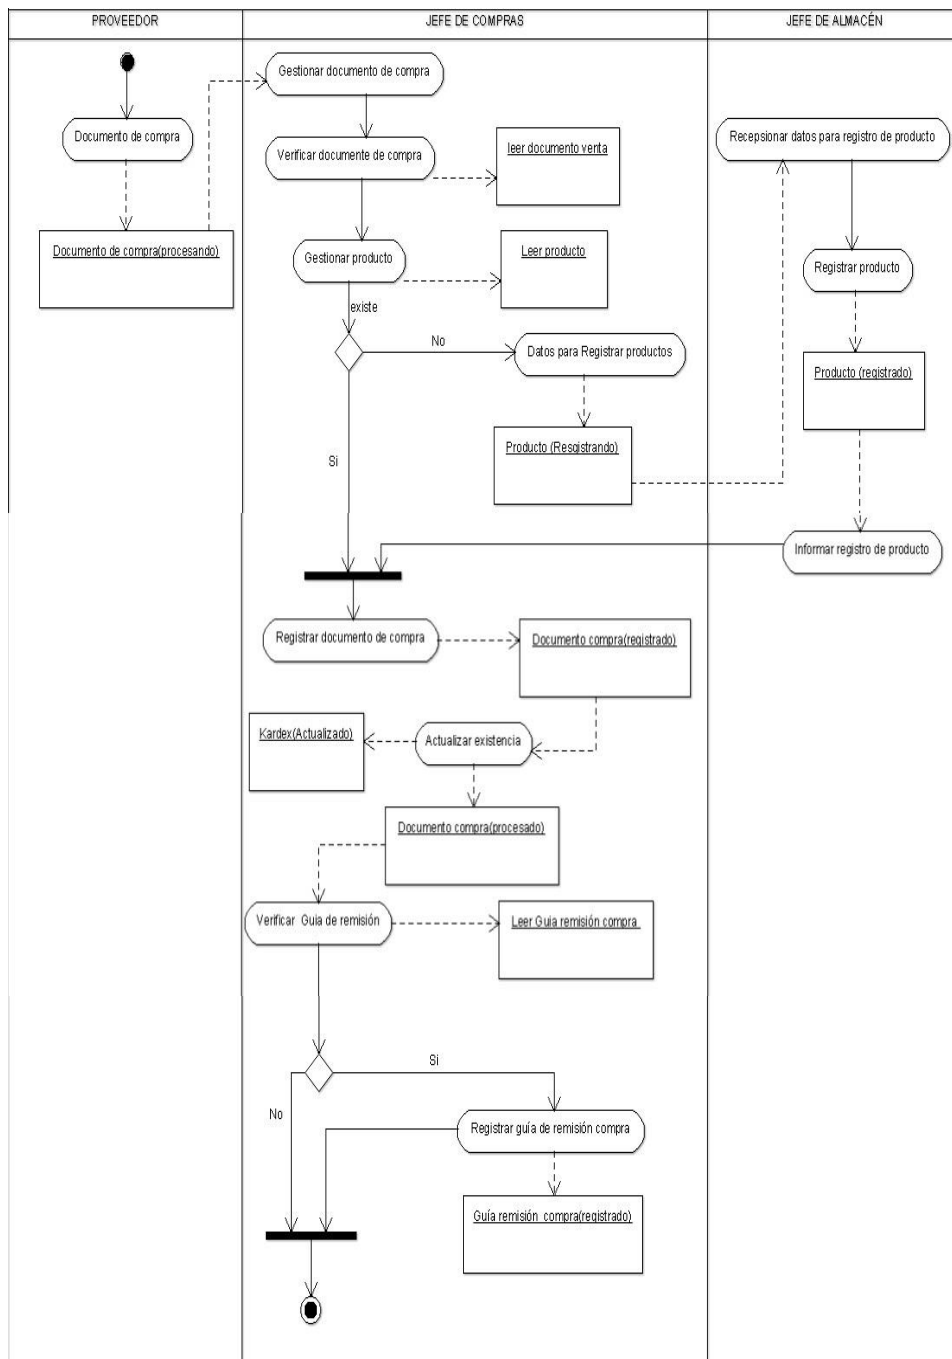 PROVEEDOR
JEFE DE COMPRAS
JEFE DE ALMACÉN
Gestionar documento de compra
Documento de compra
Verificar documente de compra
leer documento venta
Recepsionar datos para registro de producto
Documento de compra(procesando)
Gestionar producto
Leer producto
Registrar producto
existe
No
Datos para Registrar productos
Producto (registrado)
Si
Producto (Resgistrando)
Informar registro de producto
Registrar documento de compra
Documento compra(registrado)
Kardex(Actualizado)
Actualizar existencia
Documento compra(procesado)
Verificar Guia de remisión
Leer Guia remisión compra
Si
No
Registrar guía de remisión compra
Guía remisión compra(registrado)